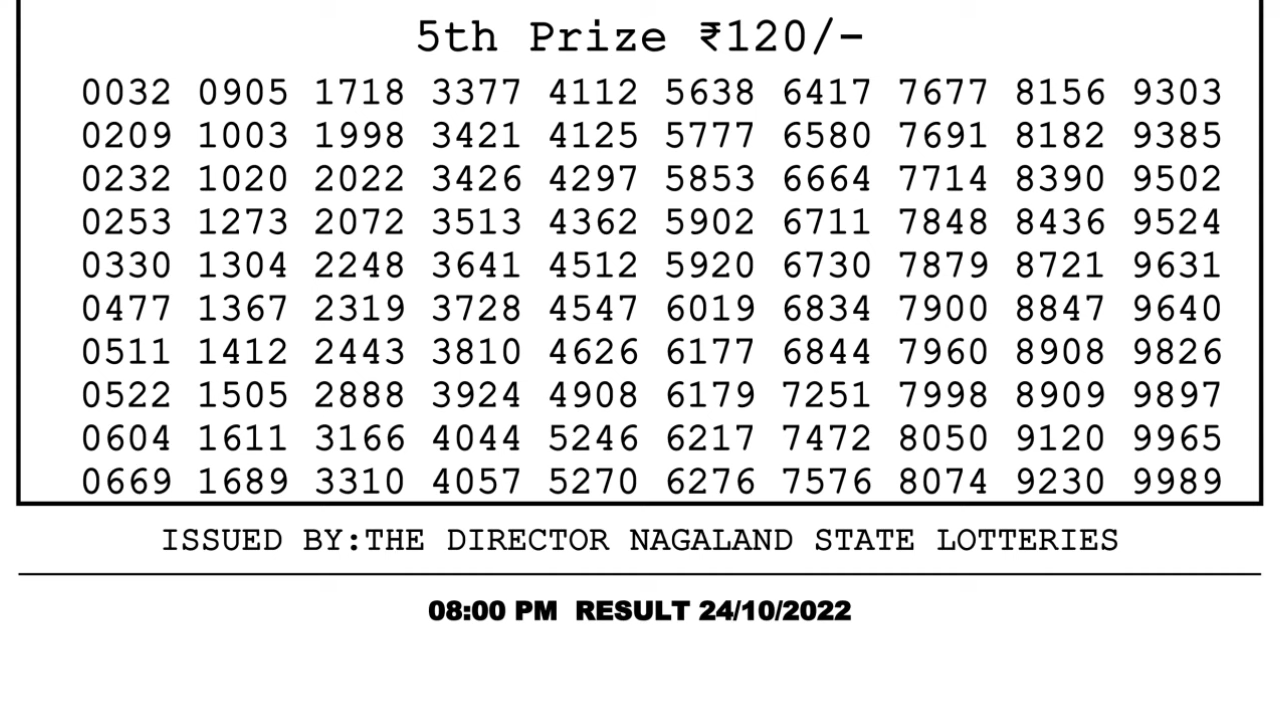 5th Prize ₹120/-
0032 0905 1718 3377 4112 5638 6417 7677 8156 9303
0209 1003 1998 3421 4125 5777 6580 7691 8182 9385
0232 1020 2022 3426 4297 5853 6664 7714 8390 9502
0253 1273 2072 3513 4362 5902 6711 7848 8436 9524
0330 1304 2248 3641 4512 5920 6730 7879 8721 9631
0477 1367 2319 3728 4547 6019 6834 7900 8847 9640
0511 1412 2443 3810 4626 6177 6844 7960 8908 9826
0522 1505 2888 3924 4908 6179 7251 7998 8909 9897
0604 1611 3166 4044 5246 6217 7472 8050 9120 9965
0669 1689 3310 4057 5270 6276 7576 8074 9230 9989
ISSUED BY:THE DIRECTOR NAGALAND STATE LOTTERIES
08:00 PM RESULT 24/10/2022